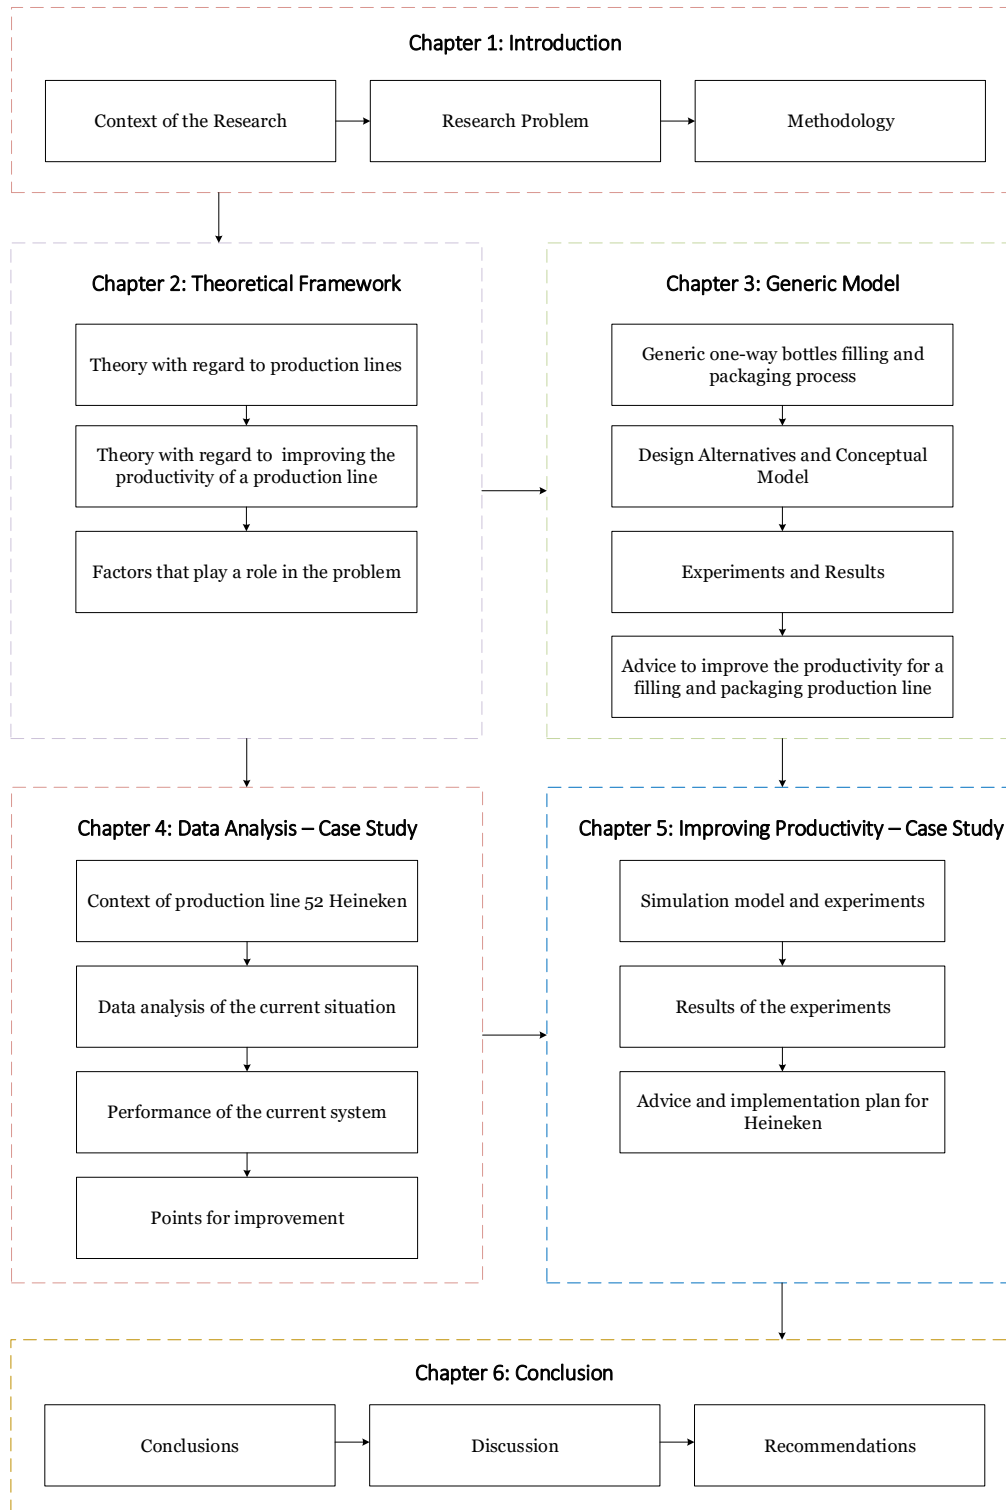 Chapter 1: Introduction
Context of the Research
Research Problem
Methodology
Chapter 2: Theoretical Framework
Theory with regard to production lines
Theory with regard to improving the
productivity of a production line
Factors that play a role in the problem
Chapter 3: Generic Model
Generic one-way bottles filling and
packaging process
Design Alternatives and Conceptual
Model
Experiments and Results
Advice to improve the productivity for a
filling and packaging production line
Chapter 4: Data Analysis – Case Study
Context of production line 52 Heineken
Data analysis of the current situation
Performance of the current system
Points for improvement
Chapter 5: Improving Productivity – Case Study
Simulation model and experiments
Results of the experiments
Advice and implementation plan for
Heineken
Chapter 6: Conclusion
Conclusions
Discussion
Recommendations